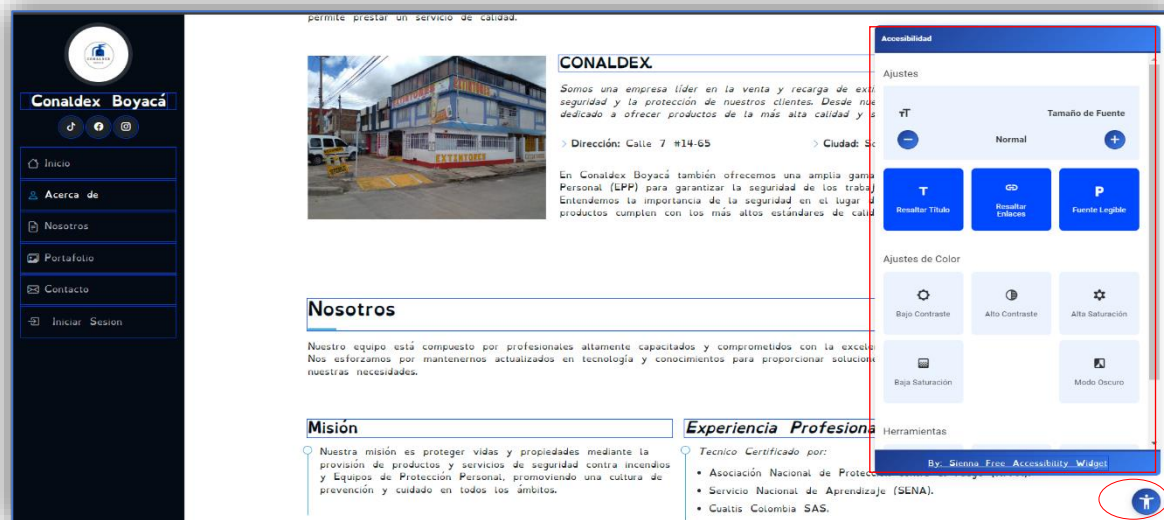 permite prestar un servicio de calidad.
CONALDEX
Conaldex Boyacá
Inicio
Acerca de
Nosotros
Portafolio
Contacto
Iniciar Sesion
EXTINTORES
CONALDEX.
Somos una empresa líder en la venta y recarga de
seguridad y la protección de nuestros clientes. Desde
dedicado a ofrecer productos de la más alta calidad y
Dirección: Calle 7 #14-65
Ciudad:
En Conaldex Boyacá también ofrecemos una amplia gama
Personal (EPP) para garantizar la seguridad de los
Entendemos la importancia de la seguridad en el lugar
productos cumplen con los más altos estándares de
Nosotros
Nuestro equipo está compuesto por profesionales altamente capacitados y comprometidos con la
Nos esforzamos por mantenernos actualizados en tecnología y conocimientos para proporcionar
nuestras necesidades.
Misión
Nuestra misión es proteger vidas y propiedades mediante la
provisión de productos y servicios de seguridad contra incendios
y Equipos de Protección Personal, promoviendo una cultura de
prevención y cuidado en todos los ámbitos.
Experiencia Profesiona
Tecnico Certificado por:
• Asociación Nacional de
• Servicio Nacional de Aprendizaje (SENA).
• Cualtis Colombia SAS.
Accesibilidad
Ajustes
Tamaño de Fuente
Normal
Resaltar Título
Resaltar Enlaces
Fuente Legible
Ajustes de Color
Bajo Contraste
Alto Contraste
Alta Saturación
Baja Saturación
Modo Oscuro
Herramientas
By: Sienna Free Accessibility Widget